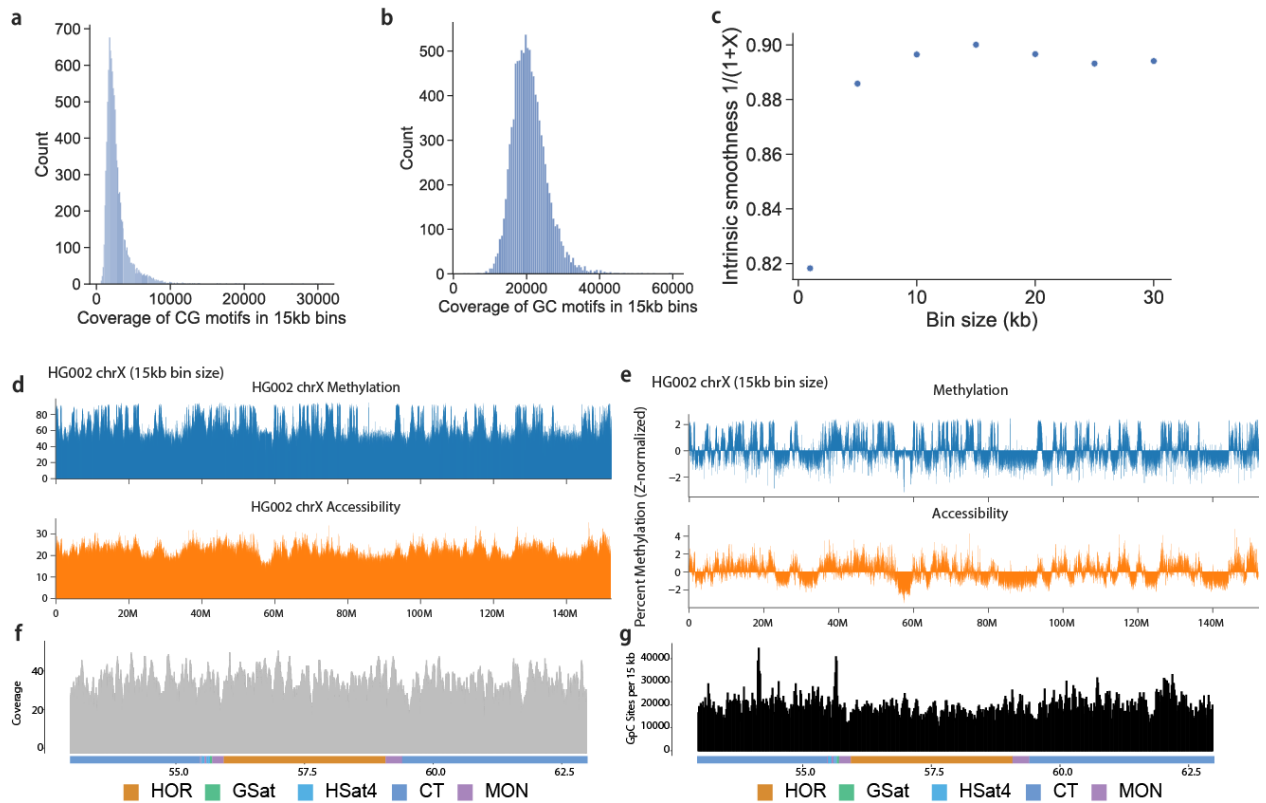 a
700
600
500
400
300
200
100
0
Count
0 10000 20000 30000
Coverage of CG motifs in 15kb bins
b
500
400
300
200
100
0
Count
0 20000 40000 60000
Coverage of GC motifs in 15kb bins
c
0.90
0.88
0.86
0.84
0.82
Intrinsic smoothness 1/(1+X)
0 10 20 30
Bin size (kb)
d
HG002 chrX (15kb bin size)
HG002 chrX Methylation
80
60
40
20
0
HG002 chrX Accessibility
30
20
10
0
0 20M 40M 60M 80M 100M 120M 140M
e
HG002 chrX (15kb bin size)
Percent Methylation (Z-normalized)
Methylation
2
0
−2
Accessibility
4
2
0
−2
0 20M 40M 60M 80M 100M 120M 140M
f
Coverage
40
20
0
55.0 57.5 60.0 62.5
HOR GSat HSat4 CT MON
g
GpC Sites per 15 kb
40000
30000
20000
10000
0
55.0 57.5 60.0 62.5
HOR GSat HSat4 CT MON